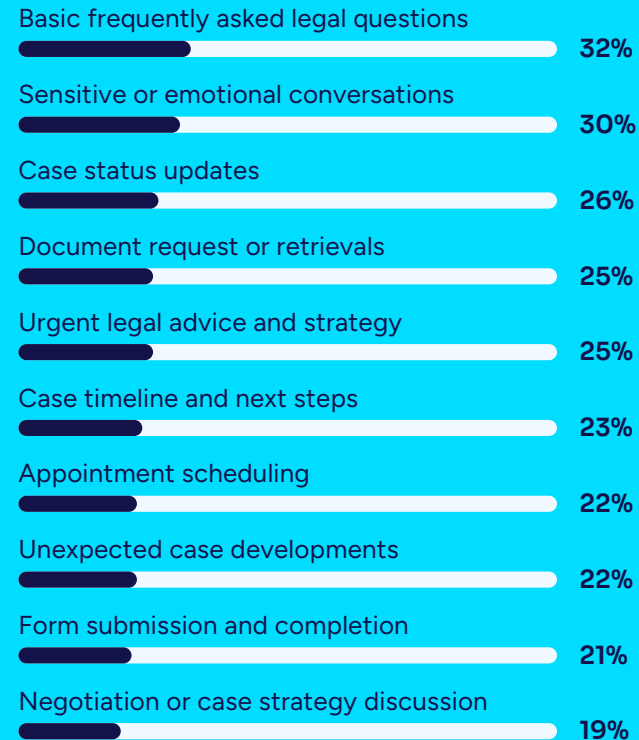 Basic frequently asked legal questions
32%
Sensitive or emotional conversations
30%
Case status updates
26%
Document request or retrievals
25%
Urgent legal advice and strategy
25%
Case timeline and next steps
23%
Appointment scheduling
22%
Unexpected case developments
22%
Form submission and completion
21%
Negotiation or case strategy discussion
19%